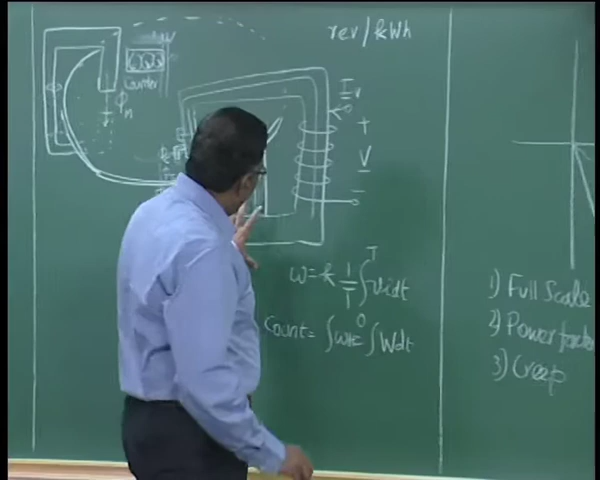 rev/kWh
Counter
Φm
Iv
+
V
-
ω = k 1/T ∫₀ᵀ vi dt
Count = ∫ωdt = ∫Wdt
1) Full Scale
2) Power factor
3) Creep